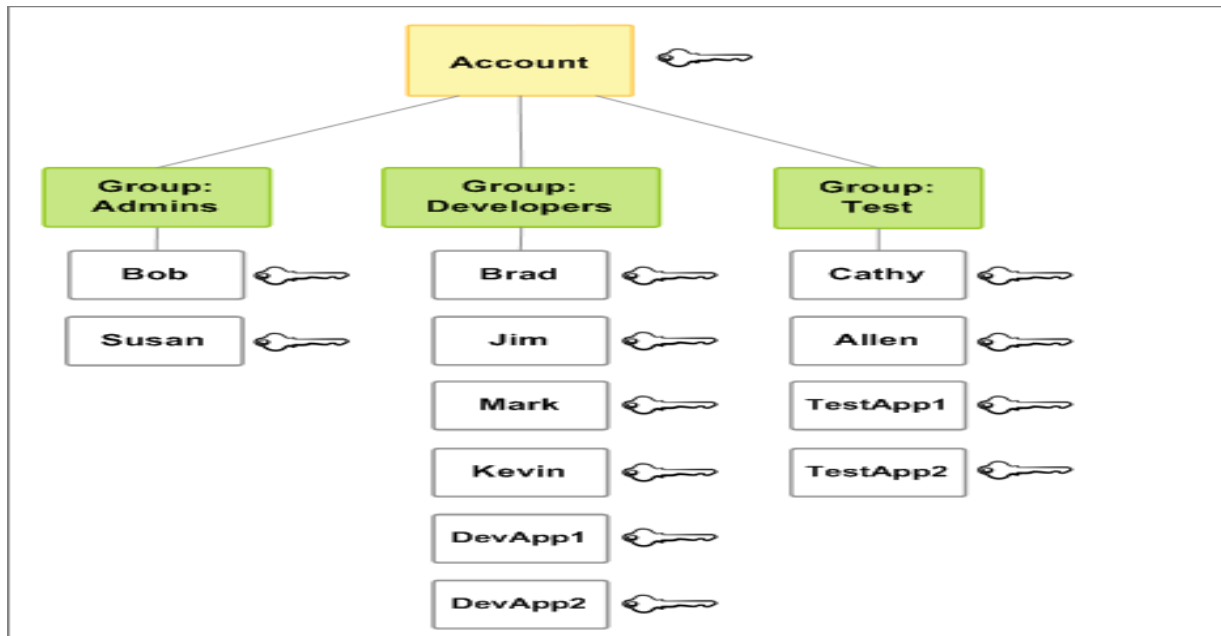 Account
Group:
Admins
Bob
Susan
Group:
Developers
Brad
Jim
Mark
Kevin
DevApp1
DevApp2
Group:
Test
Cathy
Allen
TestApp1
TestApp2